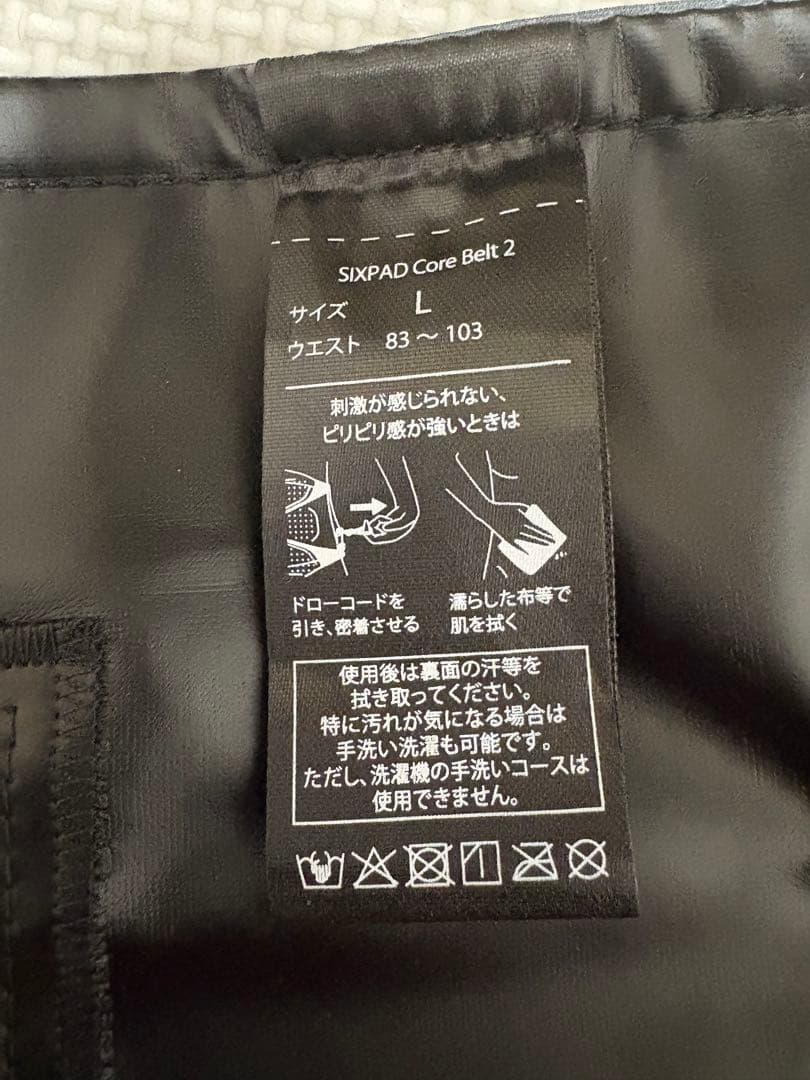 SIXPAD Core Belt 2
サイズ L
ウエスト 83 ～ 103
刺激が感じられない、
ピリピリ感が強いときは
ドローコードを
引き、密着させる
濡らした布等で
肌を拭く
使用後は裏面の汗等を
拭き取ってください。
特に汚れが気になる場合は
手洗い洗濯も可能です。
ただし、洗濯機の手洗いコースは
使用できません。